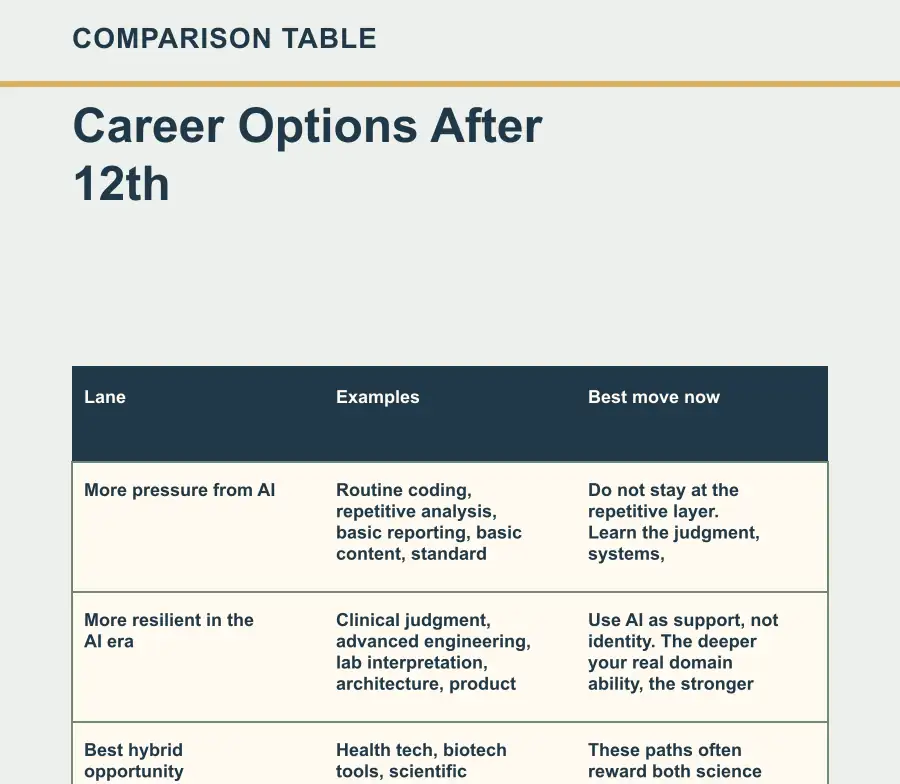 COMPARISON TABLE
Career Options After
12th
Lane
Examples
Best move now
More pressure from AI
Routine coding,
repetitive analysis,
basic reporting, basic
content, standard
Do not stay at the
repetitive layer.
Learn the judgment,
systems,
More resilient in the
AI era
Clinical judgment,
advanced engineering,
lab interpretation,
architecture, product
Use AI as support, not
identity. The deeper
your real domain
ability, the stronger
Best hybrid
opportunity
Health tech, biotech
tools, scientific
These paths often
reward both science